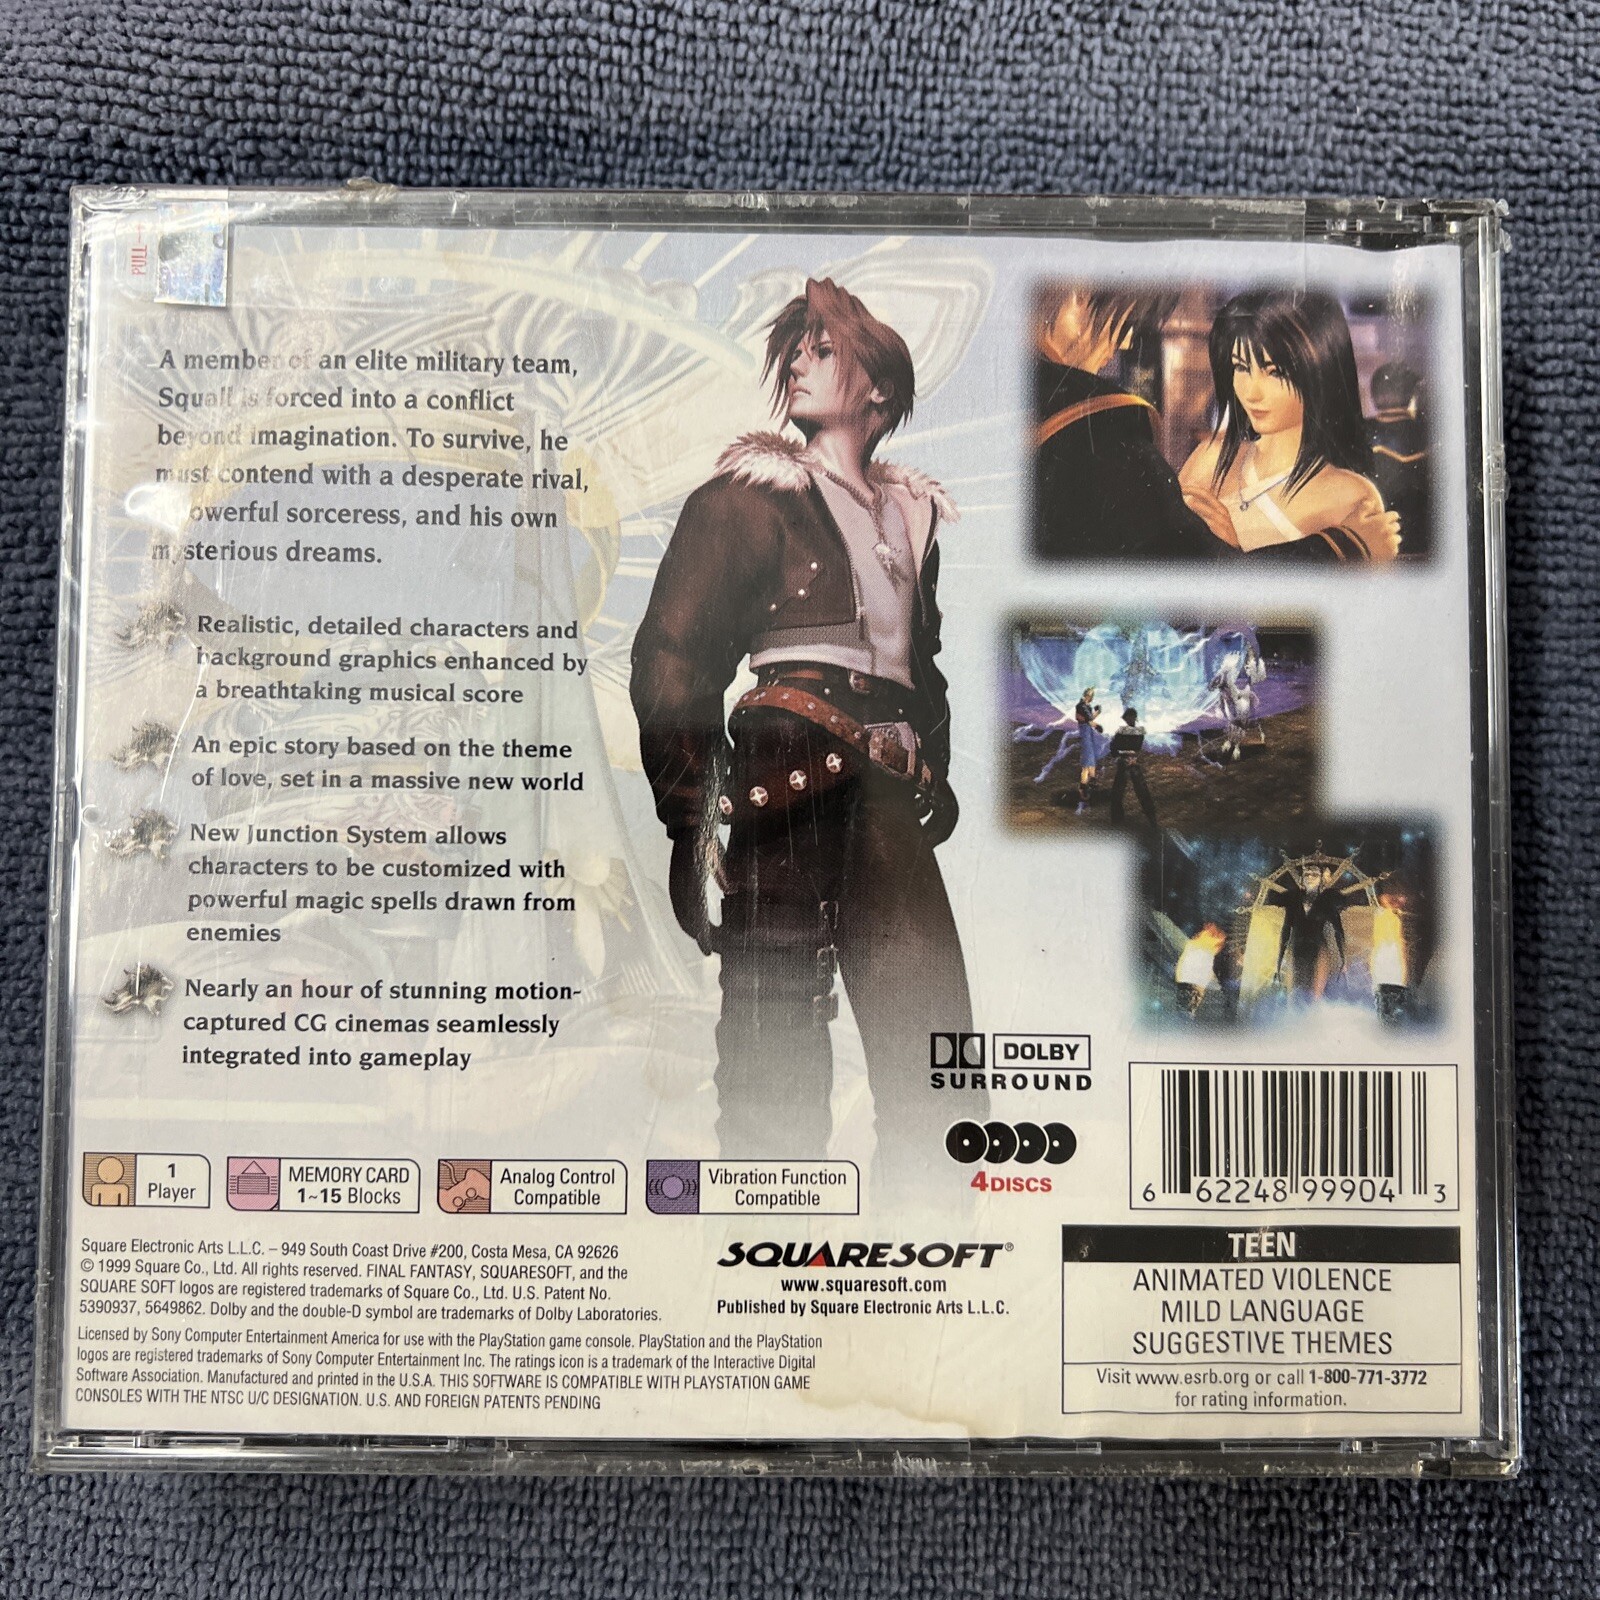 PULL
A member of an elite military team,
Squall is forced into a conflict
beyond imagination. To survive, he
must contend with a desperate rival,
powerful sorceress, and his own
mysterious dreams.
Realistic, detailed characters and
background graphics enhanced by
a breathtaking musical score
An epic story based on the theme
of love, set in a massive new world
New Junction System allows
characters to be customized with
powerful magic spells drawn from
enemies
Nearly an hour of stunning motion-
captured CG cinemas seamlessly
integrated into gameplay
DOLBY
SURROUND
4 DISCS
6 62248 99904 3
1
Player
MEMORY CARD
1~15 Blocks
Analog Control
Compatible
Vibration Function
Compatible
Square Electronic Arts L.L.C. – 949 South Coast Drive #200, Costa Mesa, CA 92626
© 1999 Square Co., Ltd. All rights reserved. FINAL FANTASY, SQUARESOFT, and the
SQUARE SOFT logos are registered trademarks of Square Co., Ltd. U.S. Patent No.
5390937, 5649862. Dolby and the double-D symbol are trademarks of Dolby Laboratories.
Licensed by Sony Computer Entertainment America for use with the PlayStation game console. PlayStation and the PlayStation
logos are registered trademarks of Sony Computer Entertainment Inc. The ratings icon is a trademark of the Interactive Digital
Software Association. Manufactured and printed in the U.S.A. THIS SOFTWARE IS COMPATIBLE WITH PLAYSTATION GAME
CONSOLES WITH THE NTSC U/C DESIGNATION. U.S. AND FOREIGN PATENTS PENDING
SQUARESOFT®
www.squaresoft.com
Published by Square Electronic Arts L.L.C.
TEEN
ANIMATED VIOLENCE
MILD LANGUAGE
SUGGESTIVE THEMES
Visit www.esrb.org or call 1-800-771-3772
for rating information.